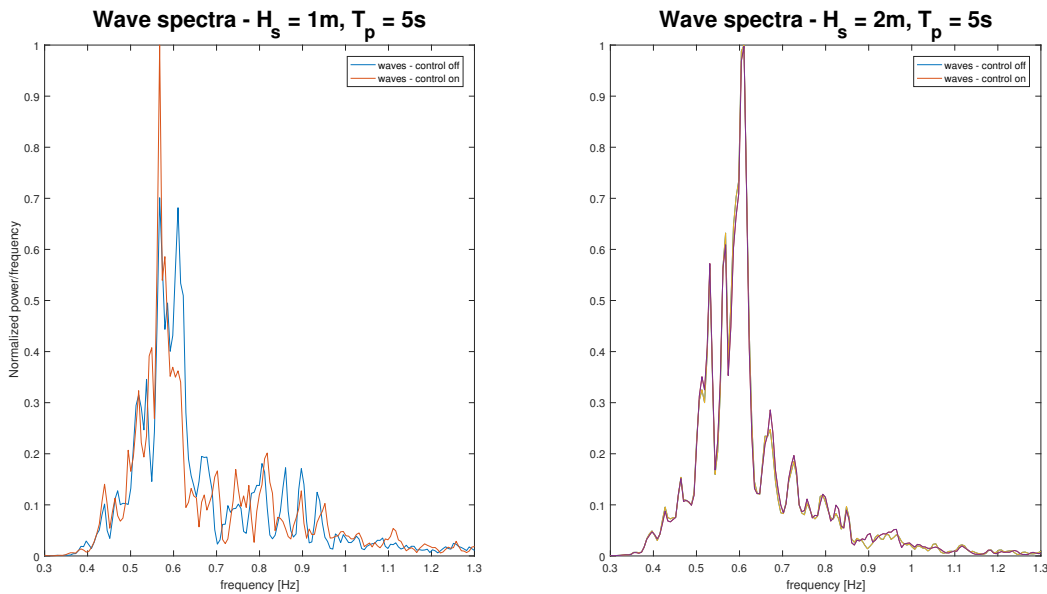 Wave spectra - H_s = 1m, T_p = 5s
waves - control off
waves - control on
Normalized power/frequency
1
0.9
0.8
0.7
0.6
0.5
0.4
0.3
0.2
0.1
0
0.3 0.4 0.5 0.6 0.7 0.8 0.9 1 1.1 1.2 1.3
frequency [Hz]
Wave spectra - H_s = 2m, T_p = 5s
waves - control off
waves - control on
1
0.9
0.8
0.7
0.6
0.5
0.4
0.3
0.2
0.1
0
0.3 0.4 0.5 0.6 0.7 0.8 0.9 1 1.1 1.2 1.3
frequency [Hz]